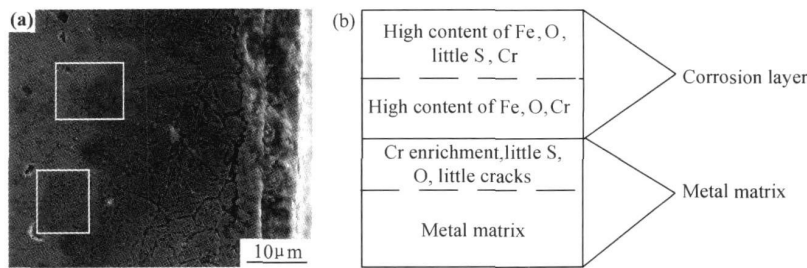 (a)
10μm
(b)
High content of Fe, O,
little S, Cr
High content of Fe, O,Cr
Corrosion layer
Cr enrichment,little S,
O, little cracks
Metal matrix
Metal matrix